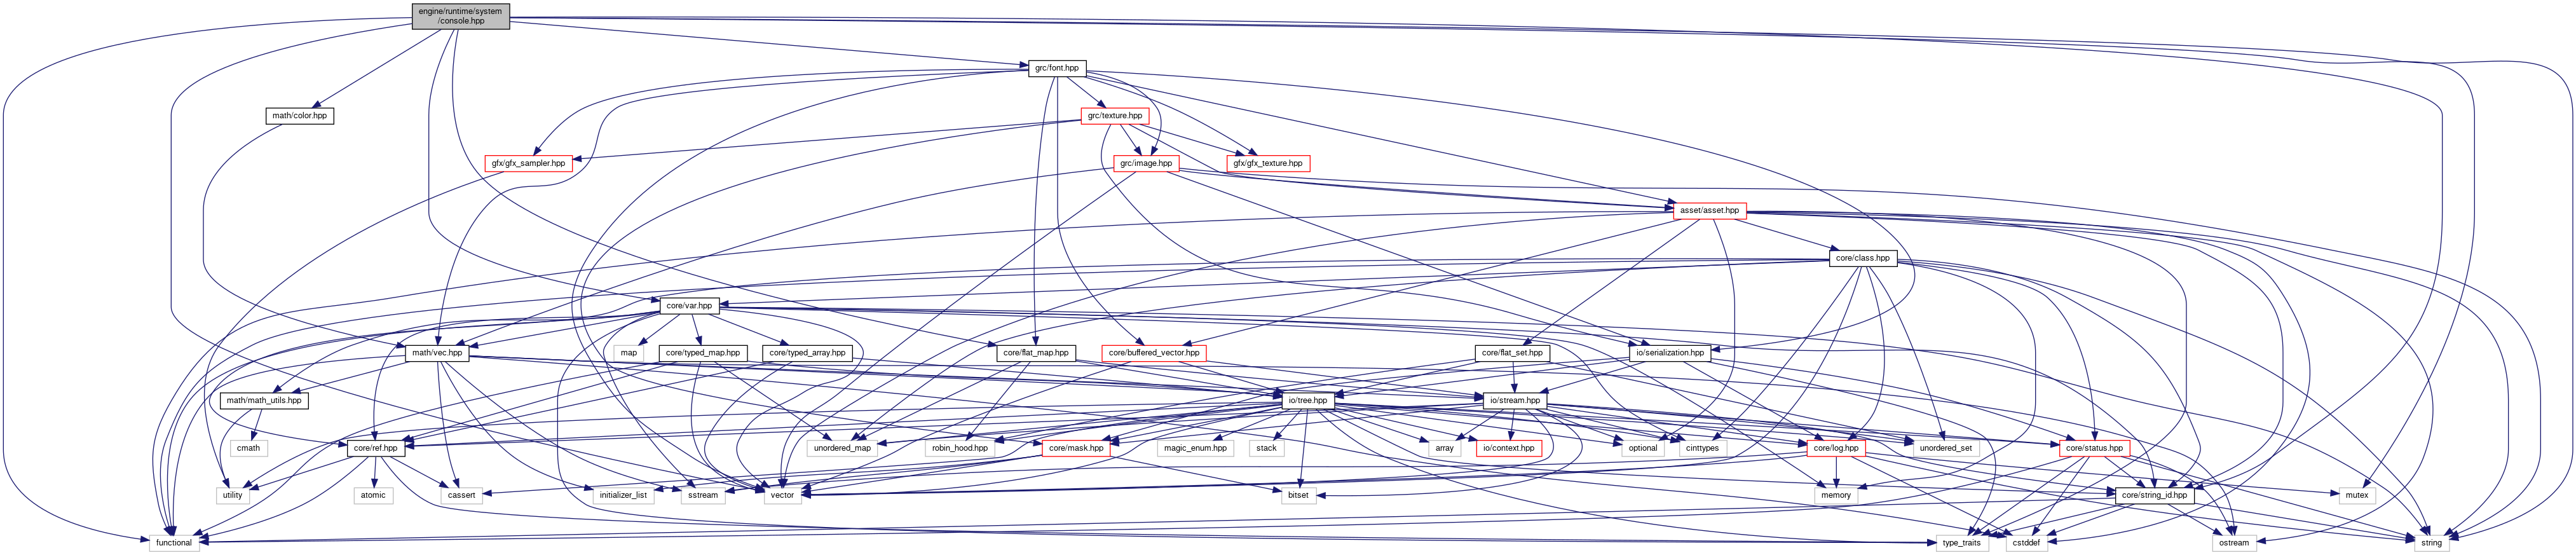 engine/runtime/system
/console.hpp
grc/font.hpp
math/color.hpp
grc/texture.hpp
gfx/gfx_sampler.hpp
grc/image.hpp
gfx/gfx_texture.hpp
asset/asset.hpp
core/class.hpp
core/var.hpp
map
math/vec.hpp
core/typed_map.hpp
core/typed_array.hpp
core/flat_map.hpp
core/buffered_vector.hpp
core/flat_set.hpp
io/serialization.hpp
math/math_utils.hpp
io/tree.hpp
io/stream.hpp
cmath
core/ref.hpp
unordered_map
robin_hood.hpp
core/mask.hpp
magic_enum.hpp
stack
array
io/context.hpp
optional
cinttypes
core/log.hpp
unordered_set
core/status.hpp
utility
atomic
cassert
initializer_list
sstream
vector
bitset
memory
core/string_id.hpp
mutex
functional
type_traits
cstddef
ostream
string